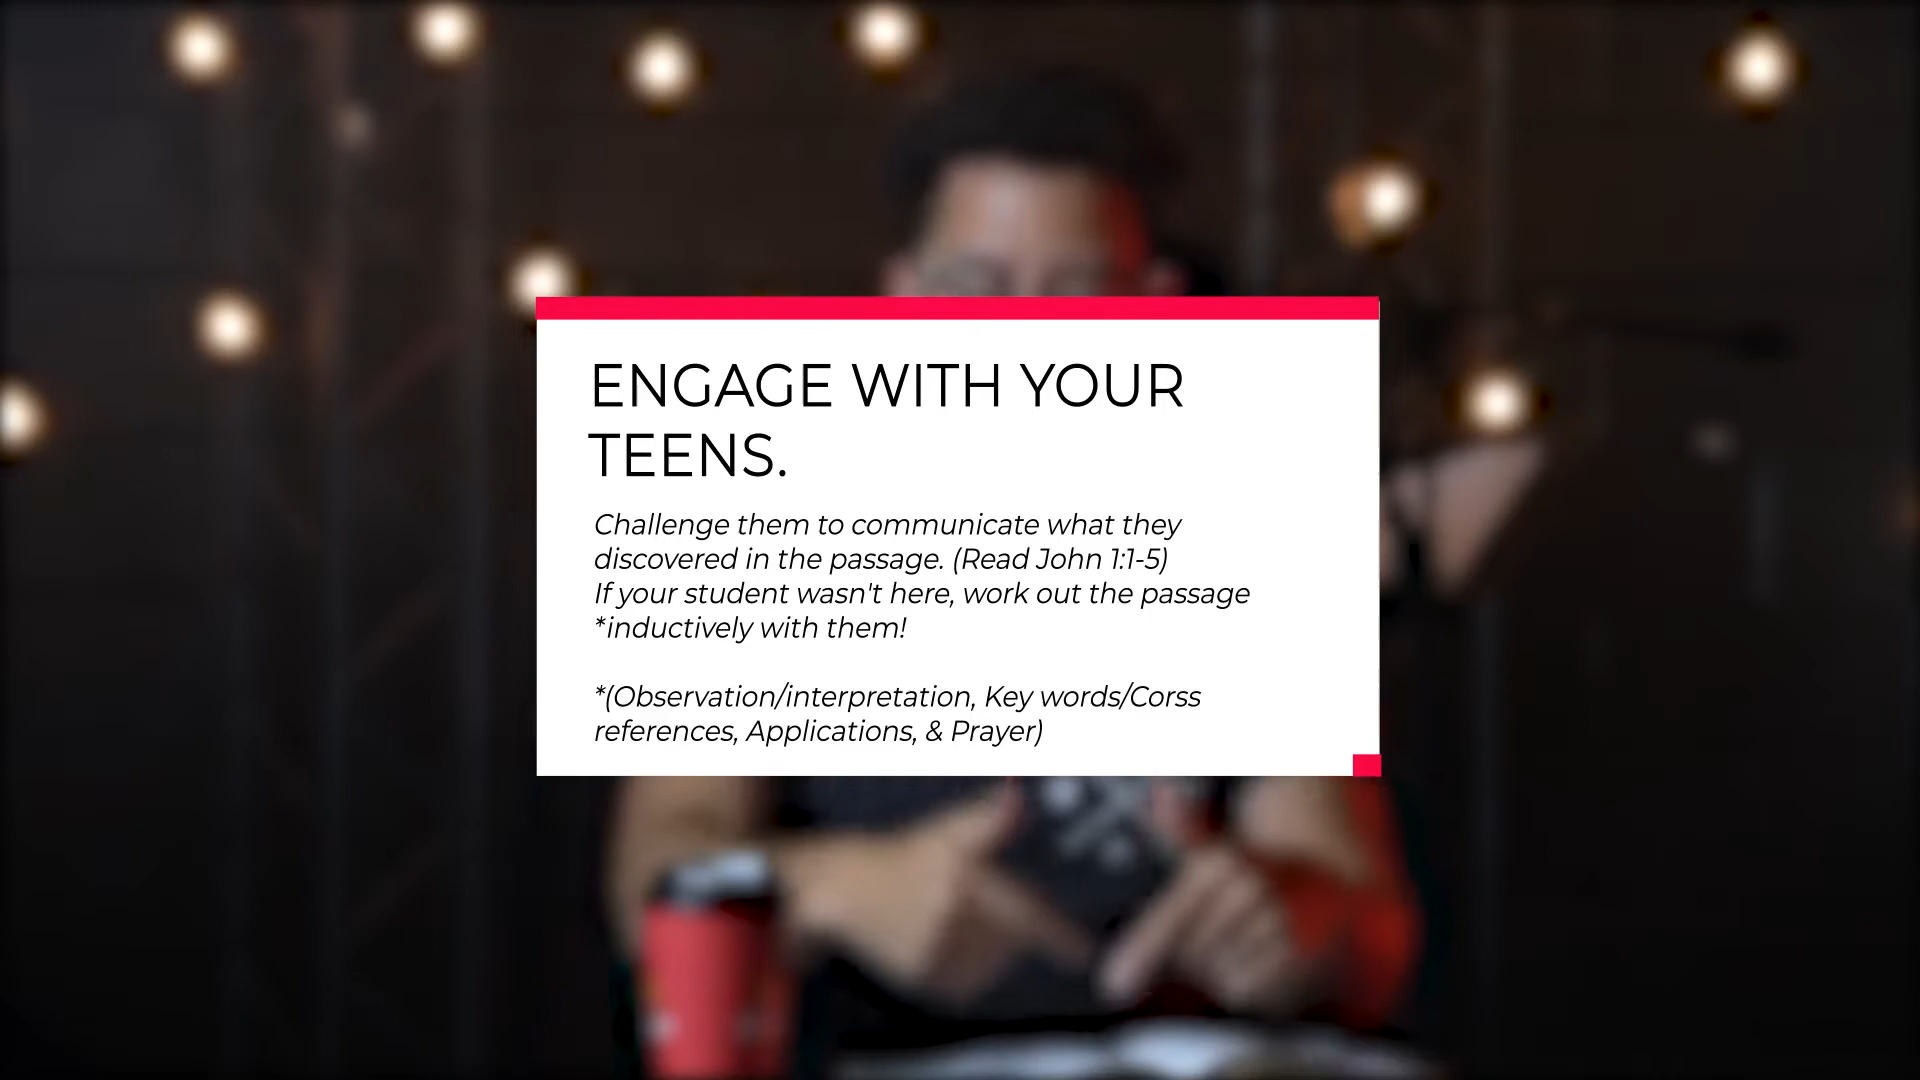 ENGAGE WITH YOUR
TEENS.
Challenge them to communicate what they
discovered in the passage. (Read John 1:1-5)
If your student wasn't here, work out the passage
*inductively with them!
*(Observation/interpretation, Key words/Corss
references, Applications, & Prayer)